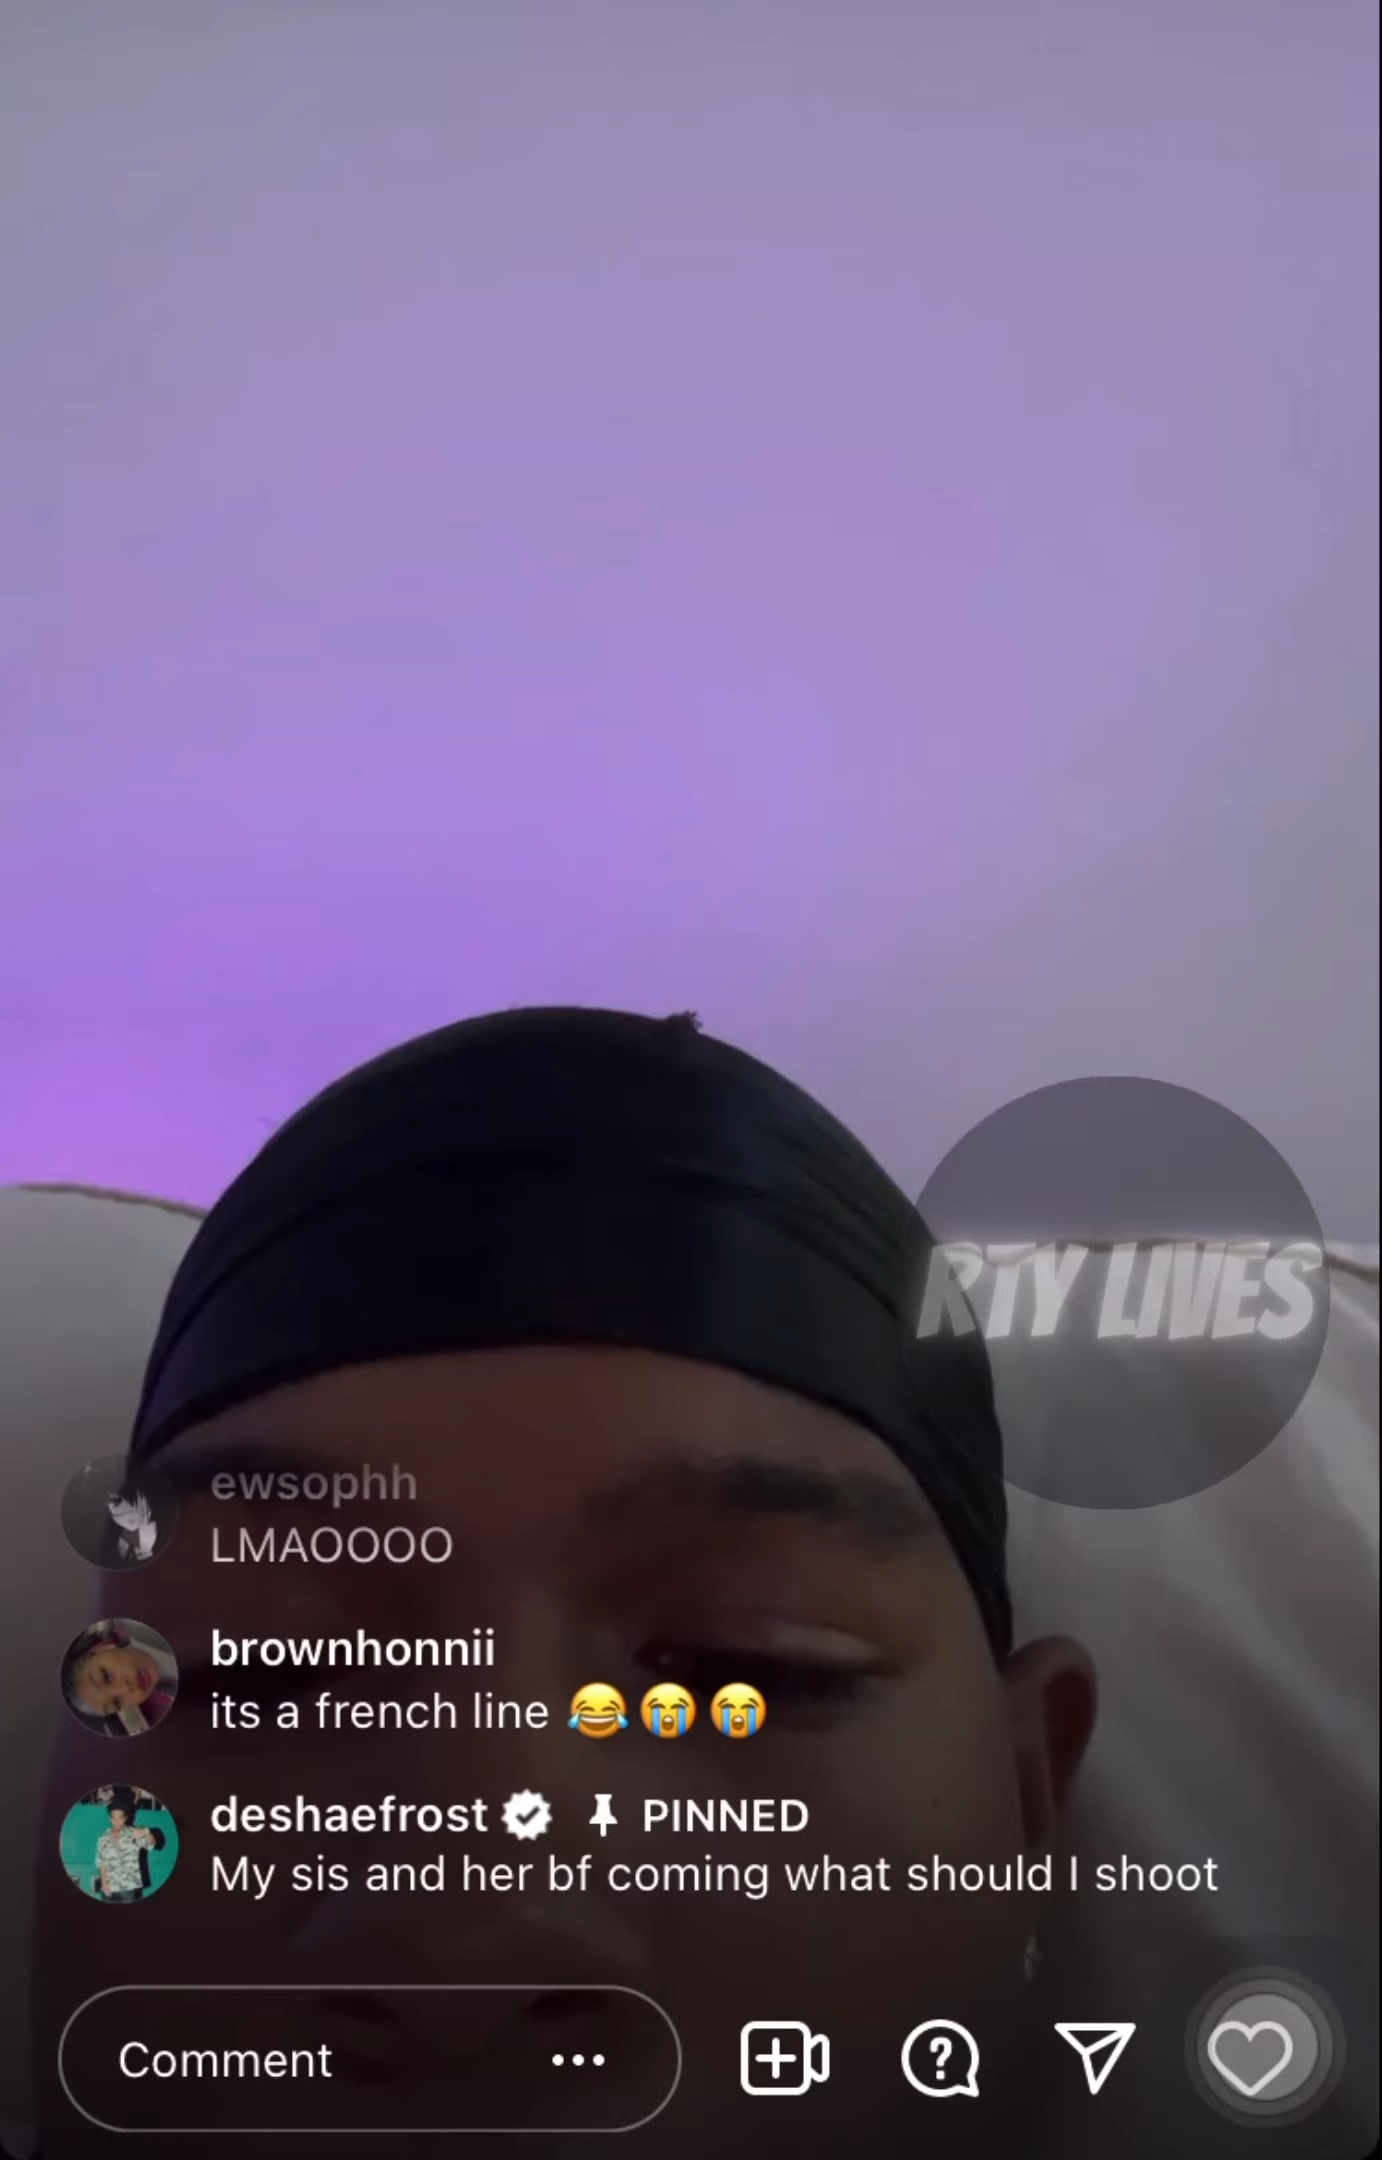 RTY LIVES
ewsophh
LMAOOOO
brownhonnii
its a french line 😂😭😭
deshaefrost PINNED
My sis and her bf coming what should I shoot
Comment